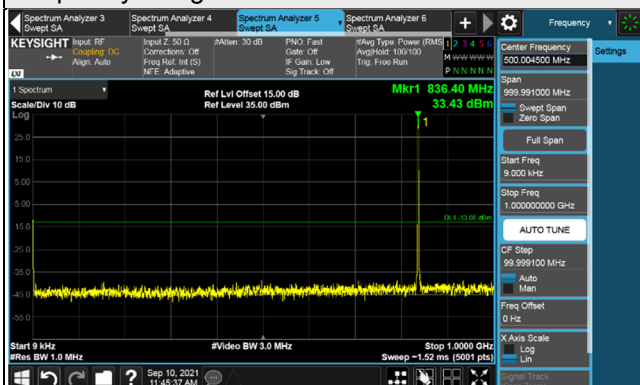 Spectrum Analyzer 3
Swept SA
Spectrum Analyzer 4
Swept SA
Spectrum Analyzer 5
Swept SA
Spectrum Analyzer 6
Swept SA
+
Frequency
KEYSIGHT
Input: RF
Coupling: DC
Align: Auto
Input Z: 50 Ω
Corrections: Off
Freq Ref: Int (S)
NFE: Adaptive
#Atten: 30 dB
PNO: Fast
Gate: Off
IF Gain: Low
Sig Track: Off
#Avg Type: Power (RMS
Avg|Hold: 100/100
Trig: Free Run
1 2 3 4 5 6
M W W W W W
P N N N N N
LXI
1 Spectrum
Scale/Div 10 dB
Log
Ref Lvl Offset 15.00 dB
Ref Level 35.00 dBm
Mkr1 836.40 MHz
33.43 dBm
1
25.0
15.0
5.00
-5.00
-15.0
-25.0
-35.0
-45.0
-55.0
DL1 -13.00 dBm
Start 9 kHz
#Res BW 1.0 MHz
#Video BW 3.0 MHz
Stop 1.0000 GHz
Sweep ~1.52 ms (5001 pts)
Sep 10, 2021
11:45:37 AM
Center Frequency
500.004500 MHz
Settings
Span
999.991000 MHz
Swept Span
Zero Span
Full Span
Start Freq
9.000 kHz
Stop Freq
1.000000000 GHz
AUTO TUNE
CF Step
99.999100 MHz
Auto
Man
Freq Offset
0 Hz
X Axis Scale
Log
Lin
Signal Track